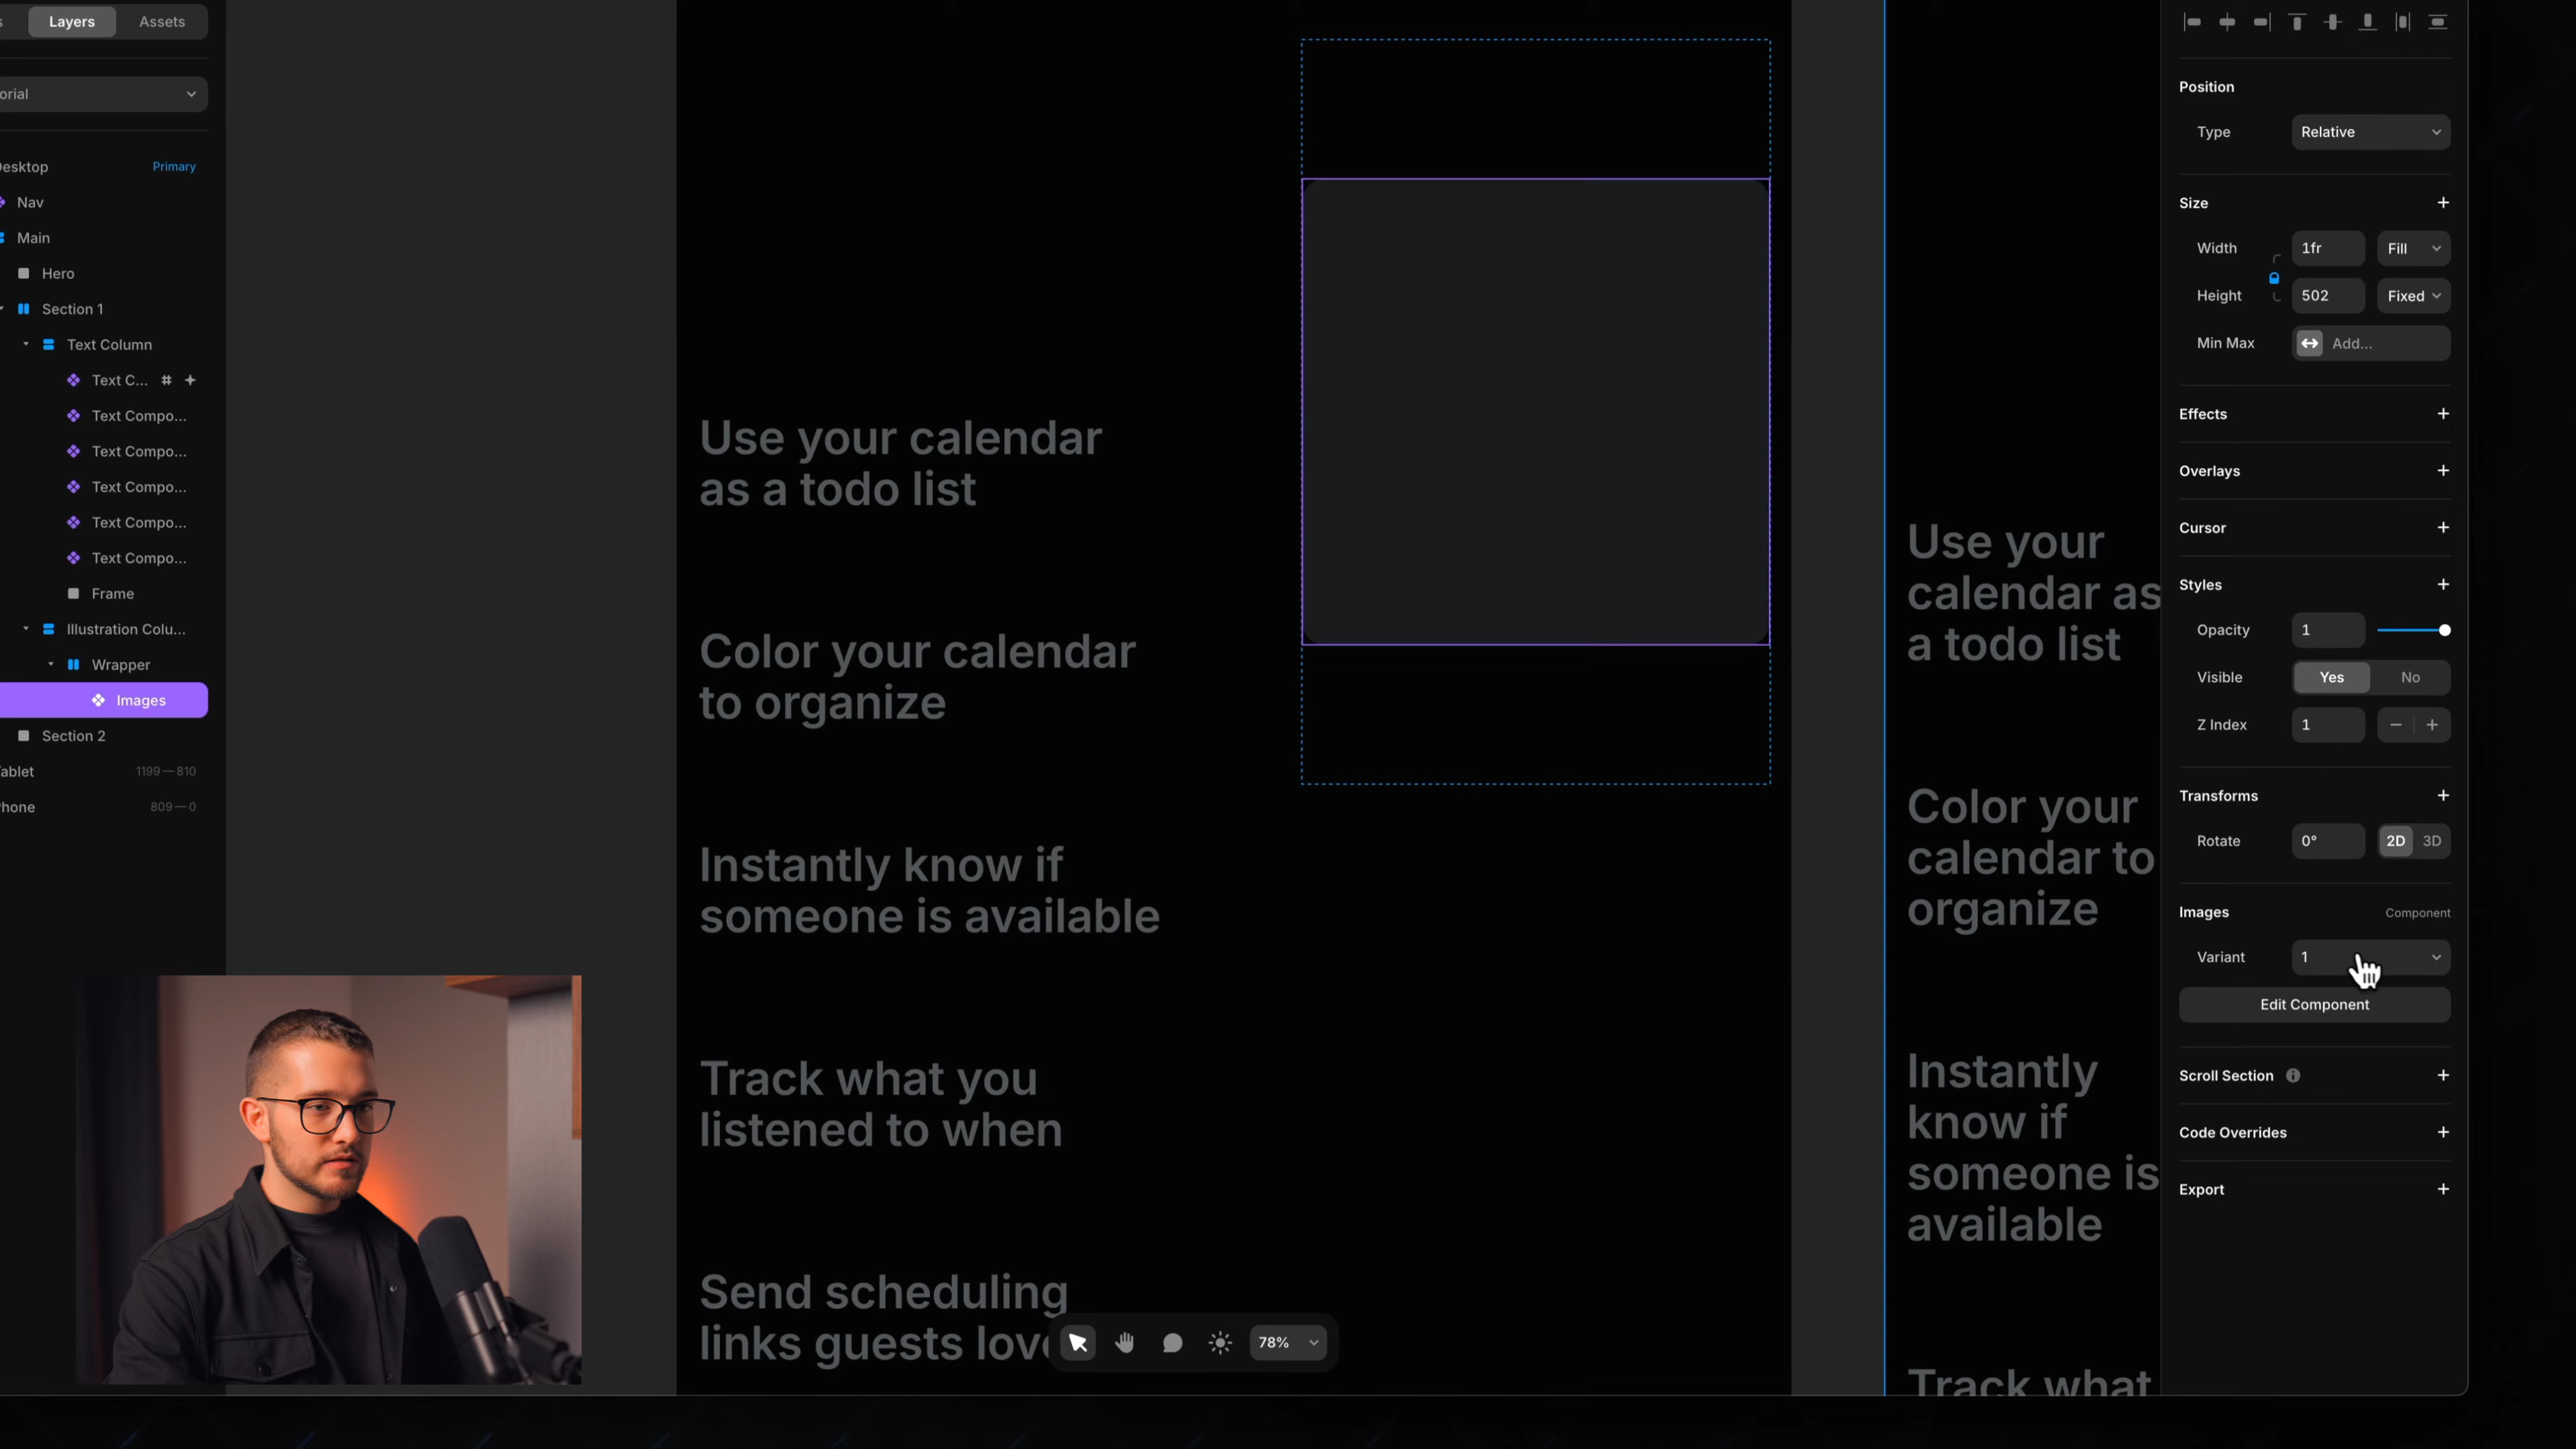 Layers
Assets
orial
Desktop
Primary
Nav
Main
Hero
Section 1
Text Column
Text C...
Text Compo...
Text Compo...
Text Compo...
Text Compo...
Text Compo...
Frame
Illustration Colu...
Wrapper
Images
Section 2
Tablet
1199—810
Phone
809—0
Use your calendar
as a todo list
Color your calendar
to organize
Instantly know if
someone is available
Track what you
listened to when
Send scheduling
links guests love
78%
Use your
calendar as
a todo list
Color your
calendar to
organize
Instantly
know if
someone is
available
Track what
Position
Type
Relative
Size
Width
1fr
Fill
Height
502
Fixed
Min Max
Add...
Effects
Overlays
Cursor
Styles
Opacity
1
Visible
Yes
No
Z Index
1
Transforms
Rotate
0°
2D
3D
Images
Component
Variant
1
Edit Component
Scroll Section
Code Overrides
Export